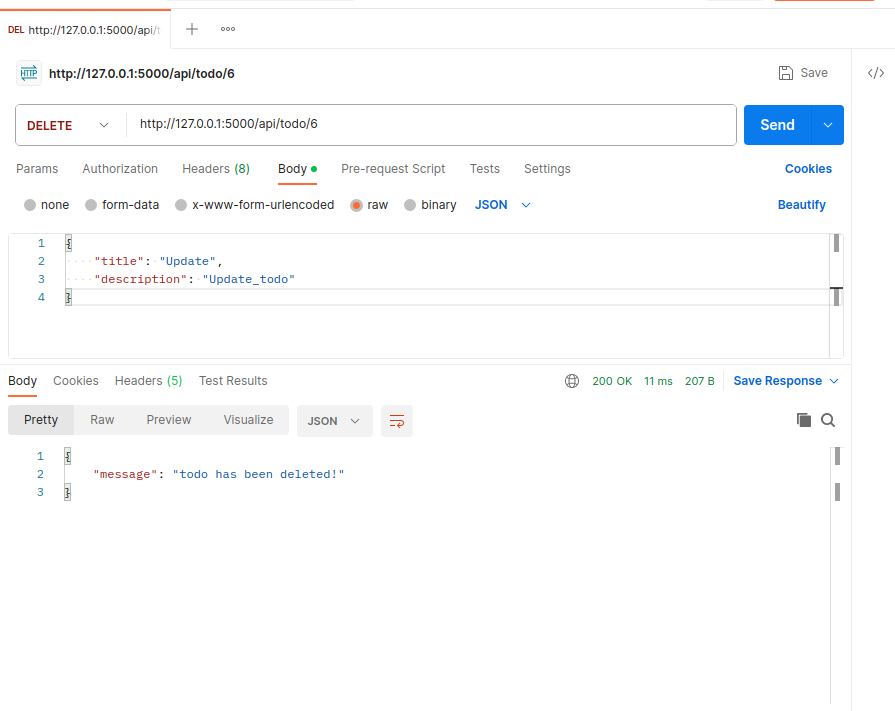 DEL http://127.0.0.1:5000/api/t
HTTP http://127.0.0.1:5000/api/todo/6 Save </>
DELETE http://127.0.0.1:5000/api/todo/6 Send
Params Authorization Headers (8) Body Pre-request Script Tests Settings Cookies
none form-data x-www-form-urlencoded raw binary JSON Beautify
1 {
2 "title": "Update",
3 "description": "Update_todo"
4 }
Body Cookies Headers (5) Test Results 200 OK 11 ms 207 B Save Response
Pretty Raw Preview Visualize JSON
1 {
2 "message": "todo has been deleted!"
3 }